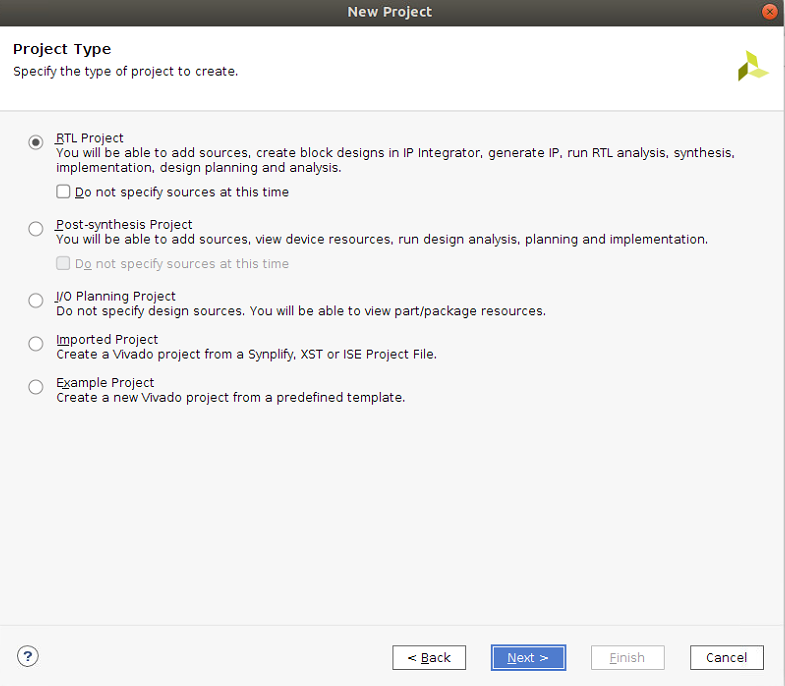 New Project
Project Type
Specify the type of project to create.
RTL Project
You will be able to add sources, create block designs in IP Integrator, generate IP, run RTL analysis, synthesis,
implementation, design planning and analysis.
Do not specify sources at this time
Post-synthesis Project
You will be able to add sources, view device resources, run design analysis, planning and implementation.
Do not specify sources at this time
I/O Planning Project
Do not specify design sources. You will be able to view part/package resources.
Imported Project
Create a Vivado project from a Synplify, XST or ISE Project File.
Example Project
Create a new Vivado project from a predefined template.
?
< Back
Next >
Finish
Cancel